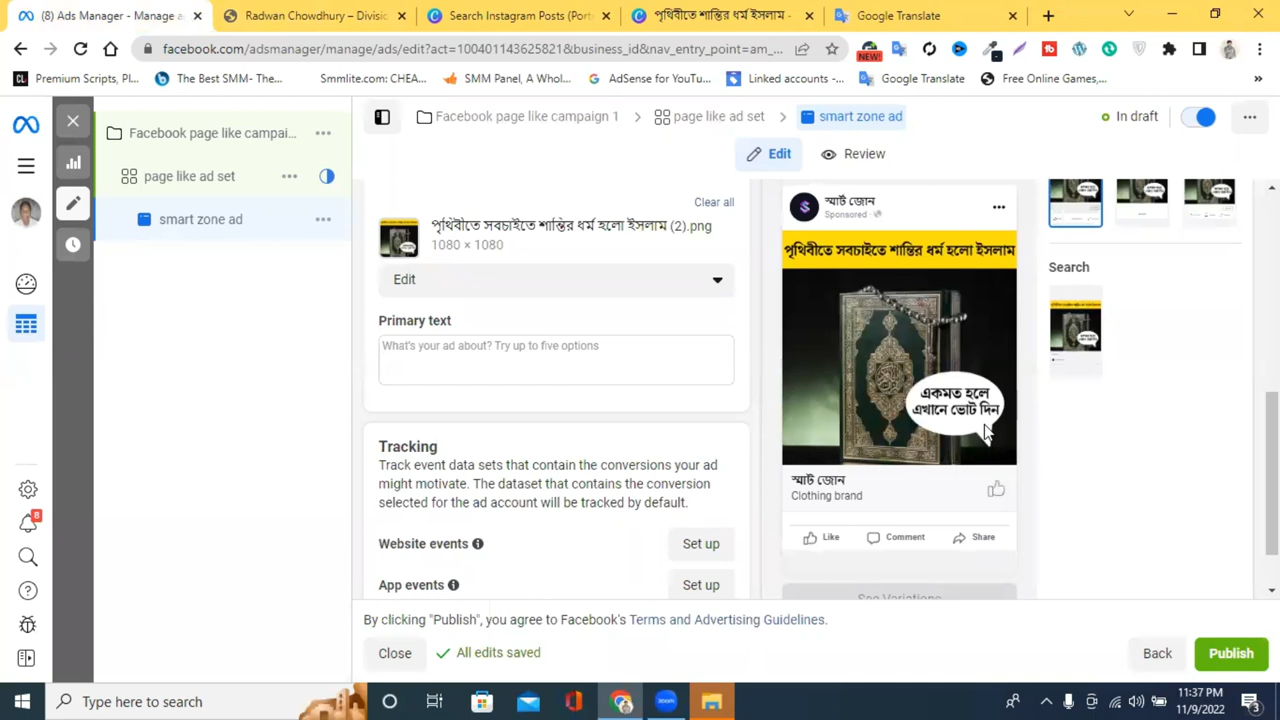 (8) Ads Manager - Manage a
Radwan Chowdhury – Divisio
Search Instagram Posts (Port
পৃথিবীতে শান্তির ধর্ম ইসলাম -
Google Translate
facebook.com/adsmanager/manage/ads/edit?act=100401143625821&business_id&nav_entry_point=am_...
NEW!
Premium Scripts, Pl...
The Best SMM- The...
Smmlite.com: CHEA...
SMM Panel, A Whol...
AdSense for YouTu...
Linked accounts -...
Google Translate
Free Online Games,...
»
Facebook page like campai...
page like ad set
smart zone ad
Facebook page like campaign 1
page like ad set
smart zone ad
In draft
Edit
Review
Clear all
পৃথিবীতে সবচাইতে শান্তির ধর্ম হলো ইসলাম (2).png
1080 × 1080
Edit
Primary text
What's your ad about? Try up to five options
Tracking
Track event data sets that contain the conversions your ad
might motivate. The dataset that contains the conversion
selected for the ad account will be tracked by default.
Website events
Set up
App events
Set up
স্মার্ট জোন
Sponsored ·
পৃথিবীতে সবচাইতে শান্তির ধর্ম হলো ইসলাম
একমত হলে
এখানে ভোট দিন
স্মার্ট জোন
Clothing brand
Like
Comment
Share
See Variations
Search
8
By clicking "Publish", you agree to Facebook's Terms and Advertising Guidelines.
Close
All edits saved
Back
Publish
Type here to search
11:37 PM
11/9/2022
3